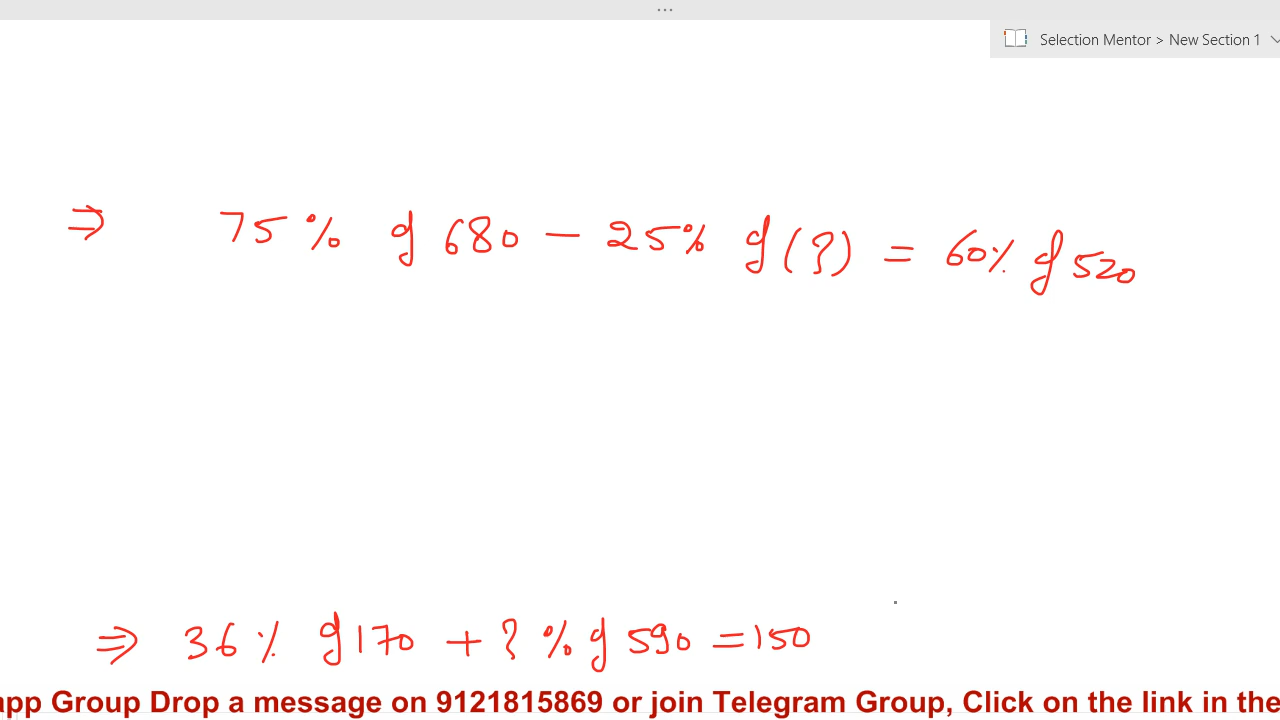 ...
Selection Mentor > New Section 1
⇒ 75% of 680 - 25% of (?) = 60% of 520
⇒ 36% of 170 + ?% of 590 = 150
app Group Drop a message on 9121815869 or join Telegram Group, Click on the link in the